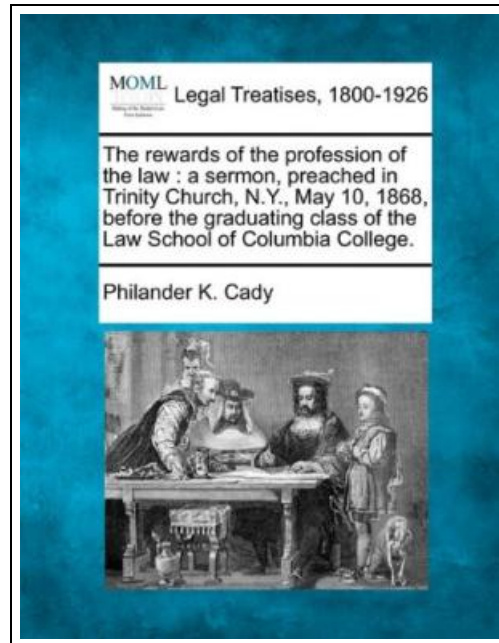 MOML
Legal Treatises, 1800-1926
The rewards of the profession of
the law : a sermon, preached in
Trinity Church, N.Y., May 10, 1868,
before the graduating class of the
Law School of Columbia College.
Philander K. Cady